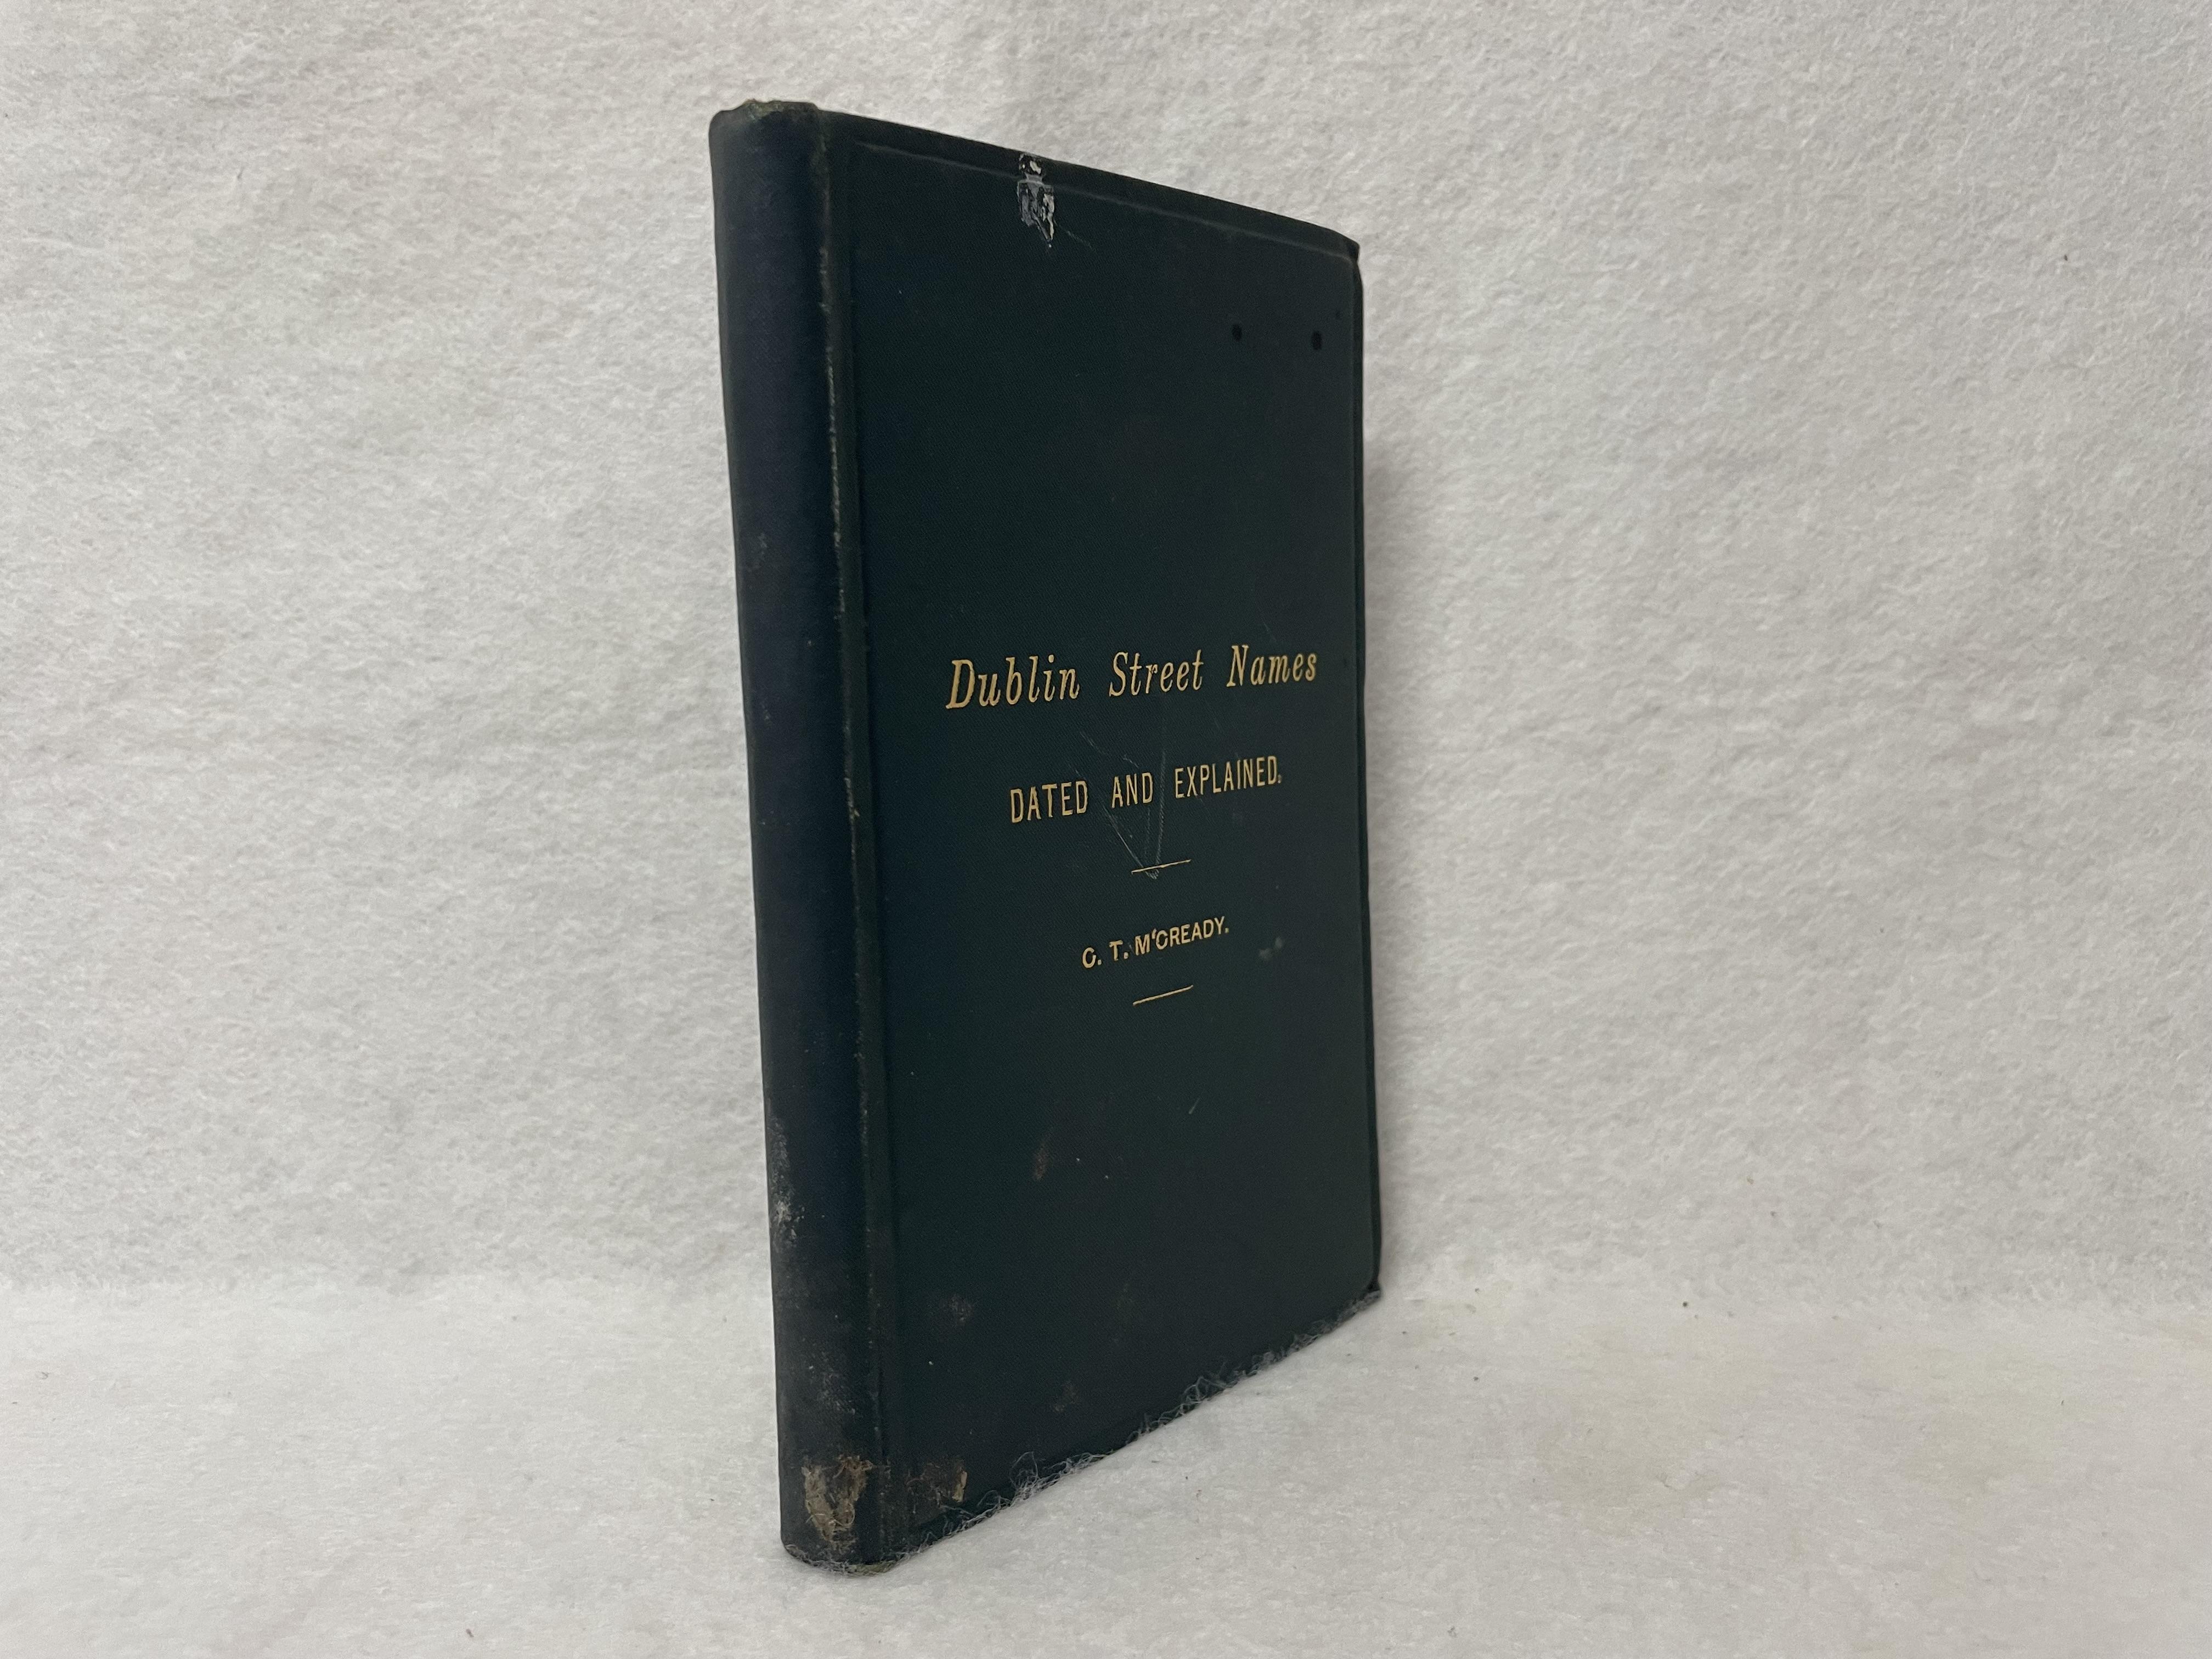 Dublin Street Names
DATED AND EXPLAINED.
C. T. M‘CREADY.